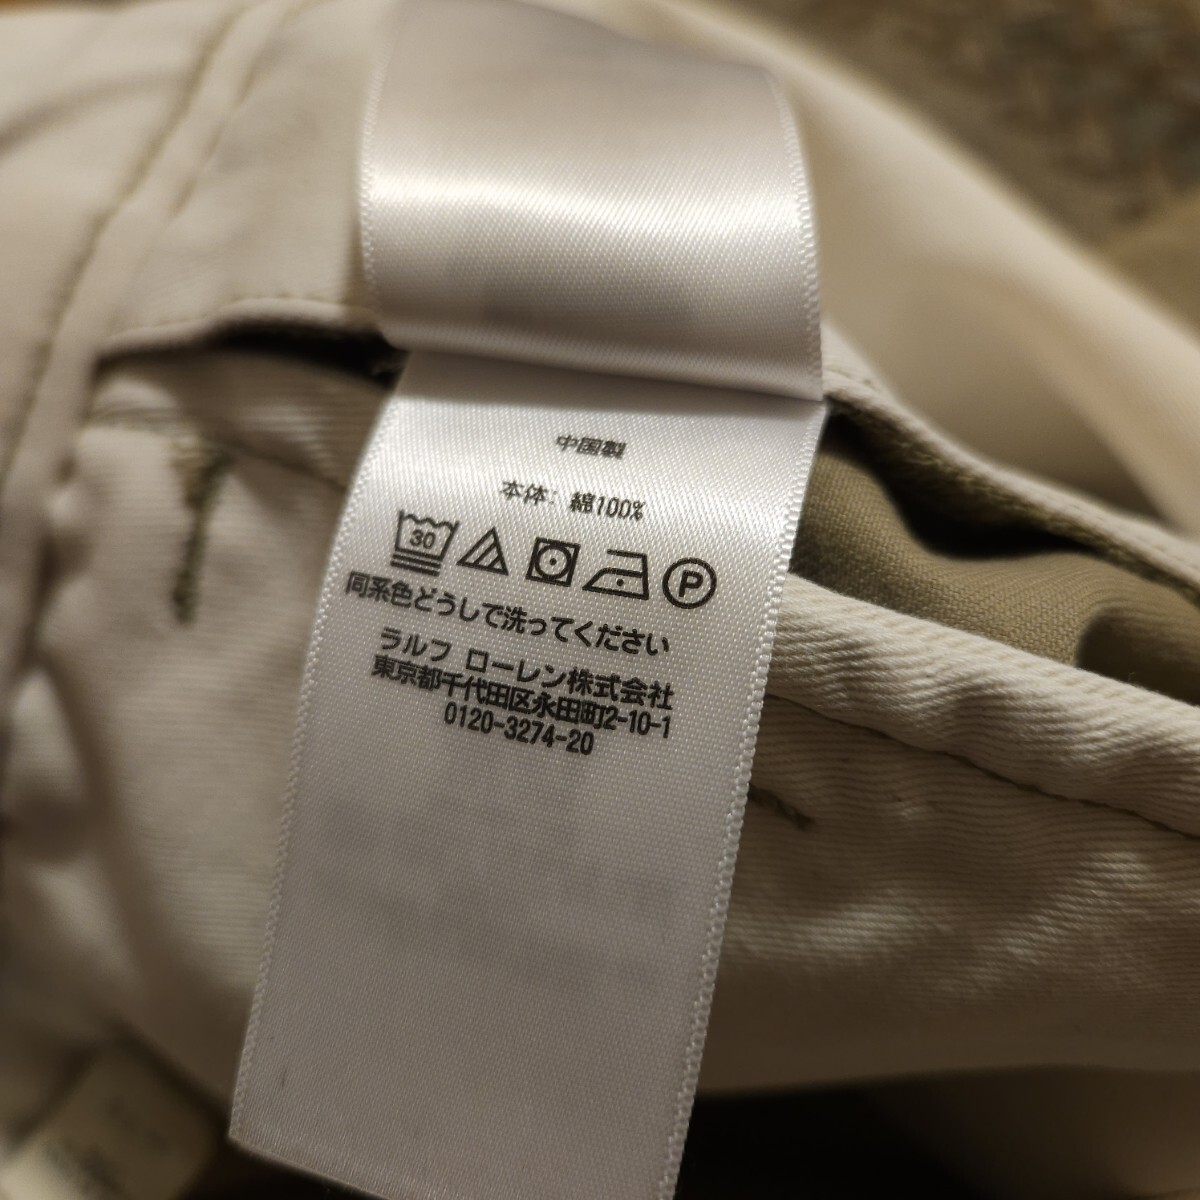 中国製
本体: 綿100%
30 P
同系色どうしで洗ってください
ラルフ ローレン株式会社
東京都千代田区永田町2-10-1
0120-3274-20